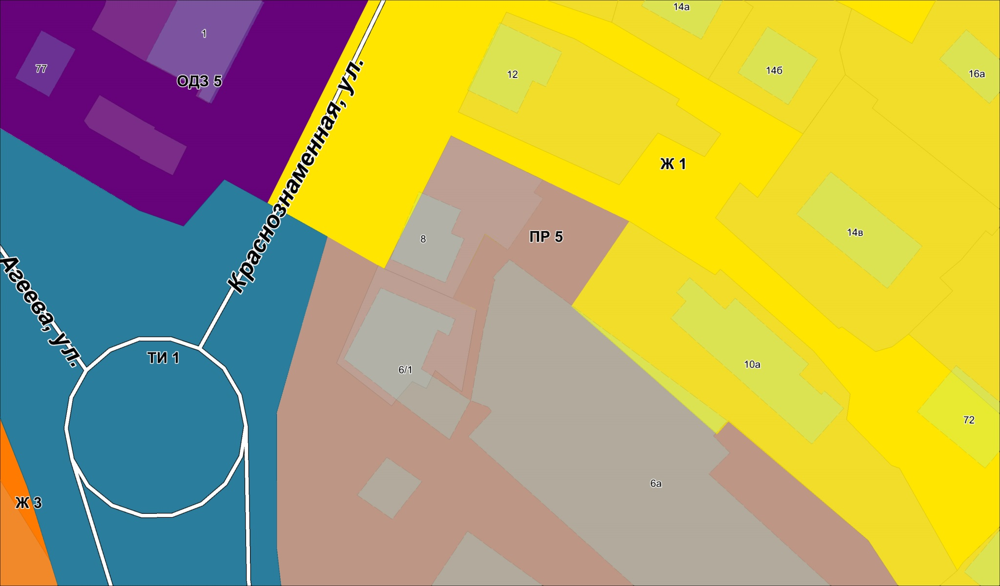 14а
1
77
ОДЗ 5
12
14б
16а
Краснознаменная, ул.
Ж 1
8
ПР 5
14в
Агеева, ул.
ТИ 1
6/1
10а
72
6а
Ж 3